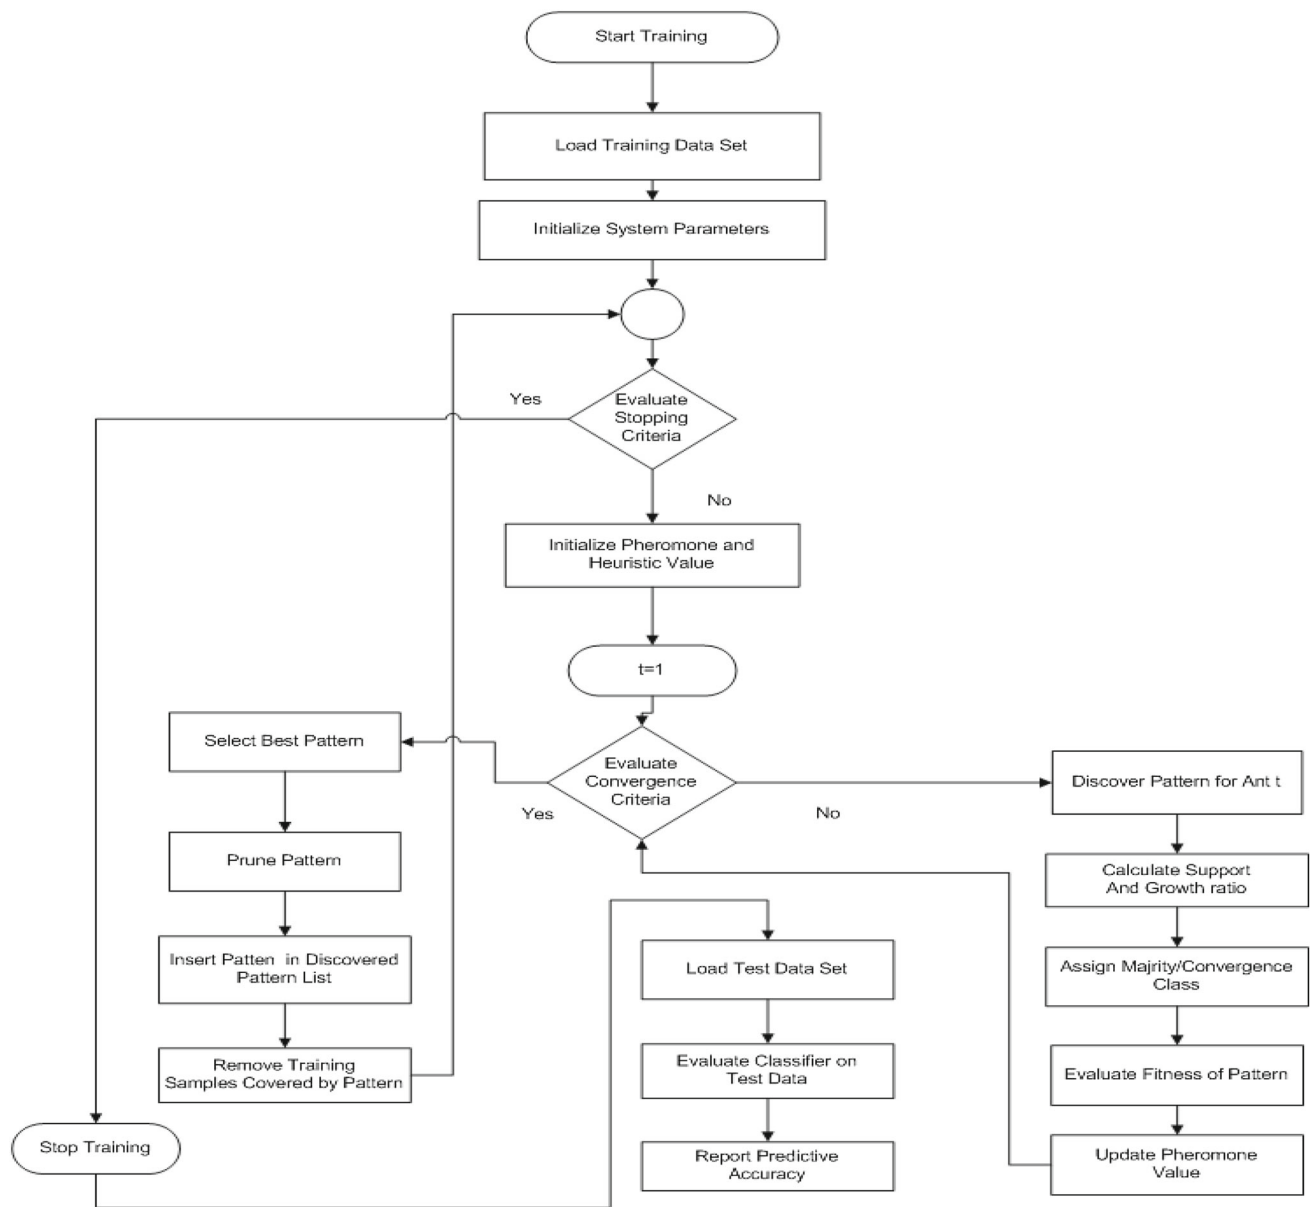 Start Training
Load Training Data Set
Initialize System Parameters
Yes
Evaluate
Stopping
Criteria
No
Initialize Pheromone and
Heuristic Value
t=1
Select Best Pattern
Evaluate
Convergence
Criteria
Yes
No
Discover Pattern for Ant t
Prune Pattern
Calculate Support
And Growth ratio
Insert Patten in Discovered
Pattern List
Load Test Data Set
Assign Majrity/Convergence
Class
Remove Training
Samples Covered by Pattern
Evaluate Classifier on
Test Data
Evaluate Fitness of Pattern
Stop Training
Report Predictive
Accuracy
Update Pheromone
Value